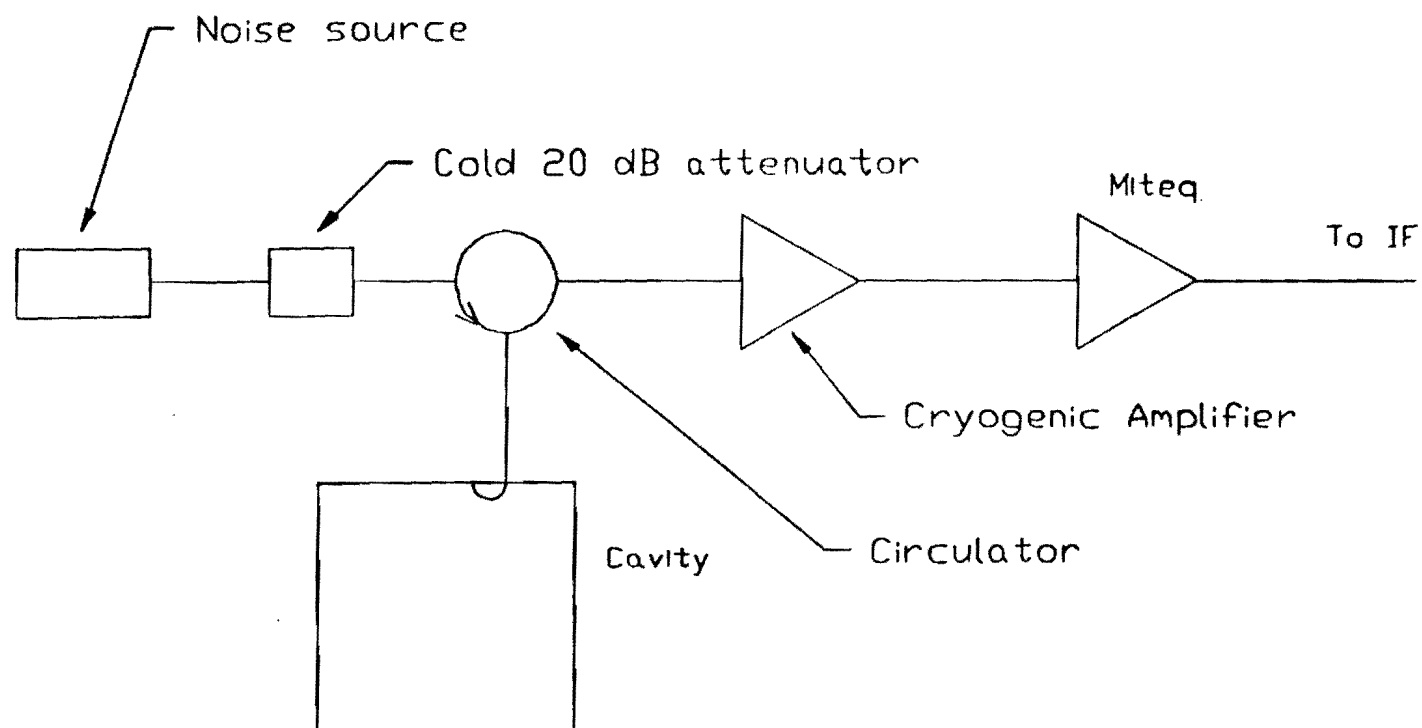 Noise source
Cold 20 dB attenuator
Miteq
To IF
Cryogenic Amplifier
Circulator
Cavity